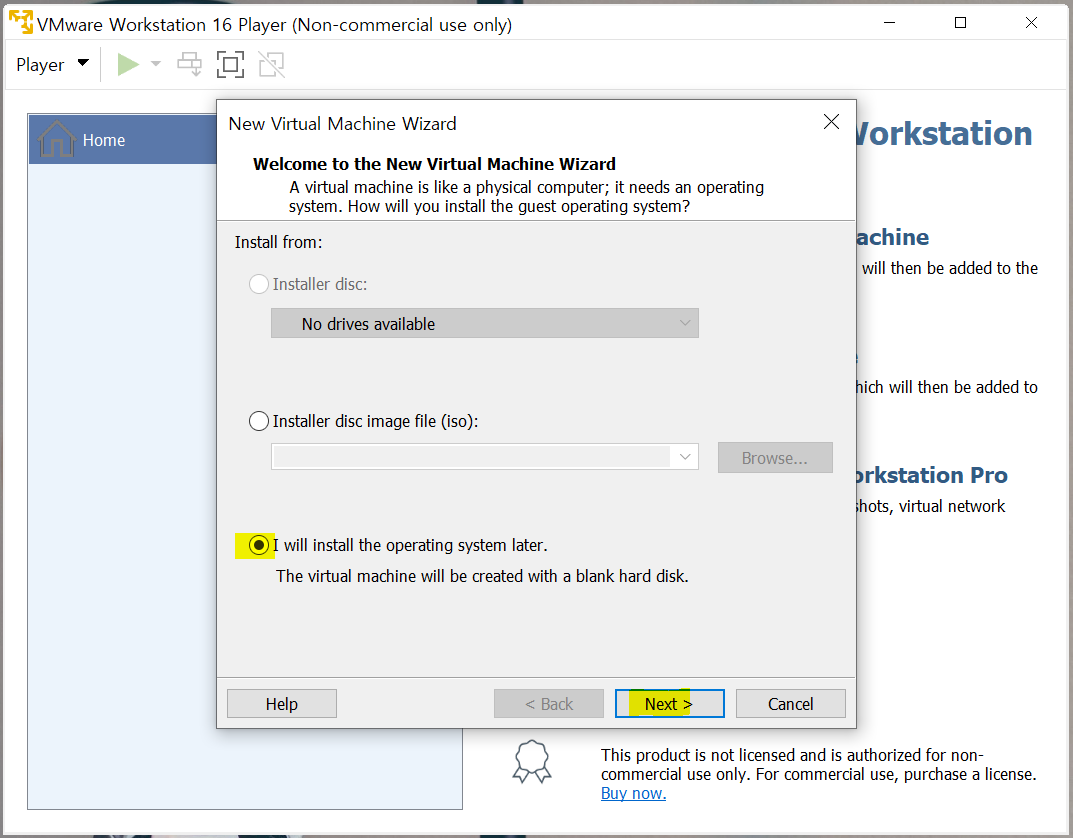 VMware Workstation 16 Player (Non-commercial use only)
Player
Home
New Virtual Machine Wizard
Welcome to the New Virtual Machine Wizard
A virtual machine is like a physical computer; it needs an operating
system. How will you install the guest operating system?
Install from:
Installer disc:
No drives available
Installer disc image file (iso):
Browse...
I will install the operating system later.
The virtual machine will be created with a blank hard disk.
Help
< Back
Next >
Cancel
orkstation
achine
will then be added to the
hich will then be added to
orkstation Pro
shots, virtual network
This product is not licensed and is authorized for non-
commercial use only. For commercial use, purchase a license.
Buy now.